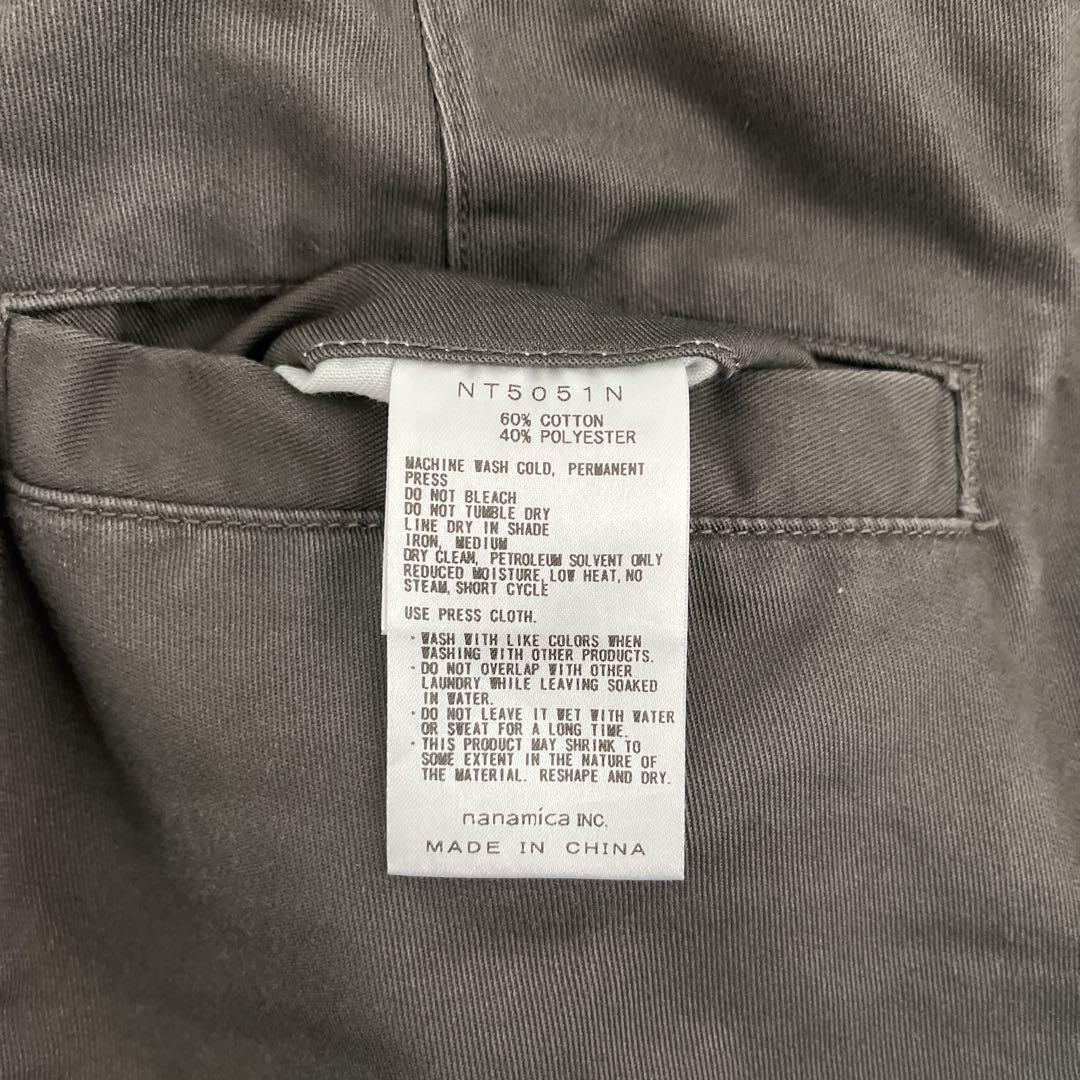 NT5051N
60% COTTON
40% POLYESTER
MACHINE WASH COLD, PERMANENT
PRESS
DO NOT BLEACH
DO NOT TUMBLE DRY
LINE DRY IN SHADE
IRON, MEDIUM
DRY CLEAN, PETROLEUM SOLVENT ONLY
REDUCED MOISTURE, LOW HEAT, NO
STEAM, SHORT CYCLE
USE PRESS CLOTH.
・WASH WITH LIKE COLORS WHEN
WASHING WITH OTHER PRODUCTS.
・DO NOT OVERLAP WITH OTHER
LAUNDRY WHILE LEAVING SOAKED
IN WATER.
・DO NOT LEAVE IT WET WITH WATER
OR SWEAT FOR A LONG TIME.
・THIS PRODUCT MAY SHRINK TO
SOME EXTENT IN THE NATURE OF
THE MATERIAL. RESHAPE AND DRY.
nanamica INC.
MADE IN CHINA